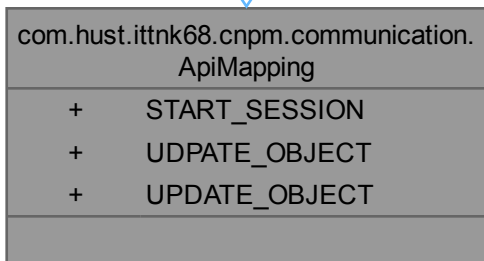 com.hust.ittnk68.cnpm.communication.
ApiMapping
+ START_SESSION
+ UDPATE_OBJECT
+ UPDATE_OBJECT